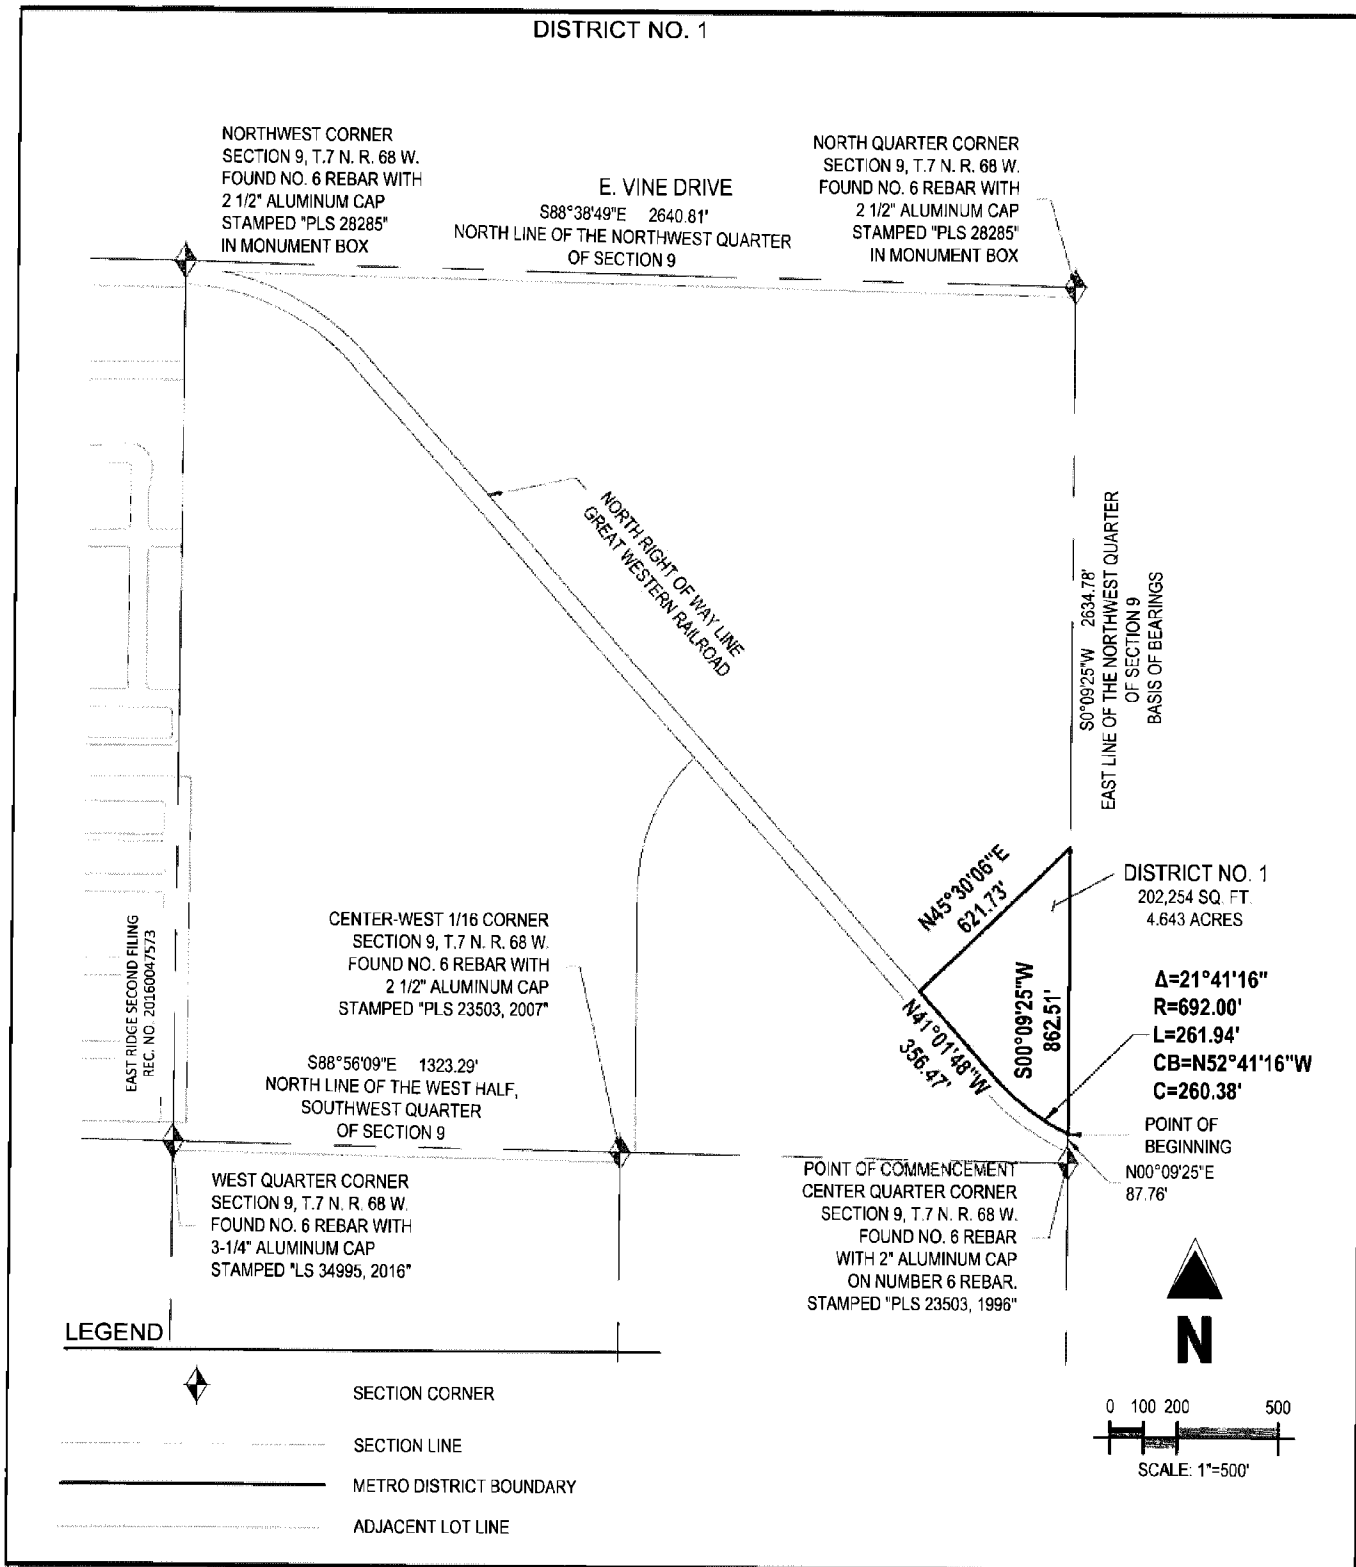 DISTRICT NO. 1
NORTHWEST CORNER
SECTION 9, T.7 N. R. 68 W.
FOUND NO. 6 REBAR WITH
2 1/2" ALUMINUM CAP
STAMPED "PLS 28285"
IN MONUMENT BOX
E. VINE DRIVE
S88°38'49"E 2640.81'
NORTH LINE OF THE NORTHWEST QUARTER
OF SECTION 9
NORTH QUARTER CORNER
SECTION 9, T.7 N. R. 68 W.
FOUND NO. 6 REBAR WITH
2 1/2" ALUMINUM CAP
STAMPED "PLS 28285"
IN MONUMENT BOX
NORTH RIGHT OF WAY LINE
GREAT WESTERN RAILROAD
S0°09'25"W 2634.78'
EAST LINE OF THE NORTHWEST QUARTER
OF SECTION 9
BASIS OF BEARINGS
N45°30'06"E
621.73'
DISTRICT NO. 1
202,254 SQ. FT.
4.643 ACRES
S00°09'25"W
862.51'
N41°01'48"W
356.47'
Δ=21°41'16"
R=692.00'
L=261.94'
CB=N52°41'16"W
C=260.38'
POINT OF
BEGINNING
N00°09'25"E
87.76'
EAST RIDGE SECOND FILING
REC. NO. 20160047573
CENTER-WEST 1/16 CORNER
SECTION 9, T.7 N. R. 68 W.
FOUND NO. 6 REBAR WITH
2 1/2" ALUMINUM CAP
STAMPED "PLS 23503, 2007"
S88°56'09"E 1323.29'
NORTH LINE OF THE WEST HALF,
SOUTHWEST QUARTER
OF SECTION 9
WEST QUARTER CORNER
SECTION 9, T.7 N. R. 68 W.
FOUND NO. 6 REBAR WITH
3-1/4" ALUMINUM CAP
STAMPED "LS 34995, 2016"
POINT OF COMMENCEMENT
CENTER QUARTER CORNER
SECTION 9, T.7 N. R. 68 W.
FOUND NO. 6 REBAR
WITH 2" ALUMINUM CAP
ON NUMBER 6 REBAR.
STAMPED "PLS 23503, 1996"
N
0 100 200 500
SCALE: 1"=500'
LEGEND
SECTION CORNER
SECTION LINE
METRO DISTRICT BOUNDARY
ADJACENT LOT LINE